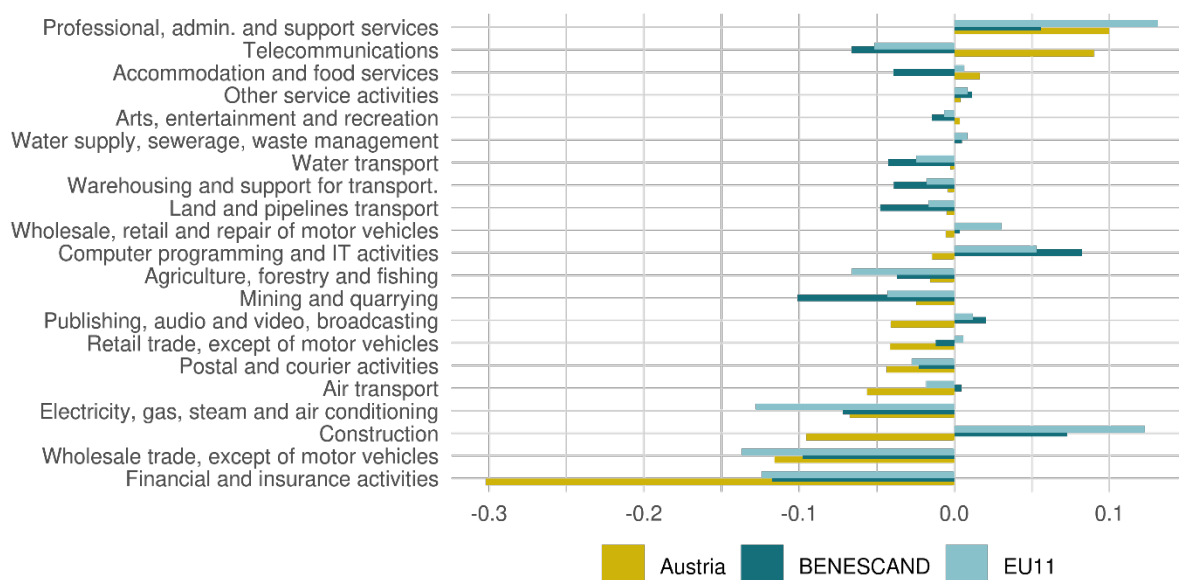 Professional, admin. and support services
Telecommunications
Accommodation and food services
Other service activities
Arts, entertainment and recreation
Water supply, sewerage, waste management
Water transport
Warehousing and support for transport.
Land and pipelines transport
Wholesale, retail and repair of motor vehicles
Computer programming and IT activities
Agriculture, forestry and fishing
Mining and quarrying
Publishing, audio and video, broadcasting
Retail trade, except of motor vehicles
Postal and courier activities
Air transport
Electricity, gas, steam and air conditioning
Construction
Wholesale trade, except of motor vehicles
Financial and insurance activities
-0.3 -0.2 -0.1 0.0 0.1
Austria BENESCAND EU11